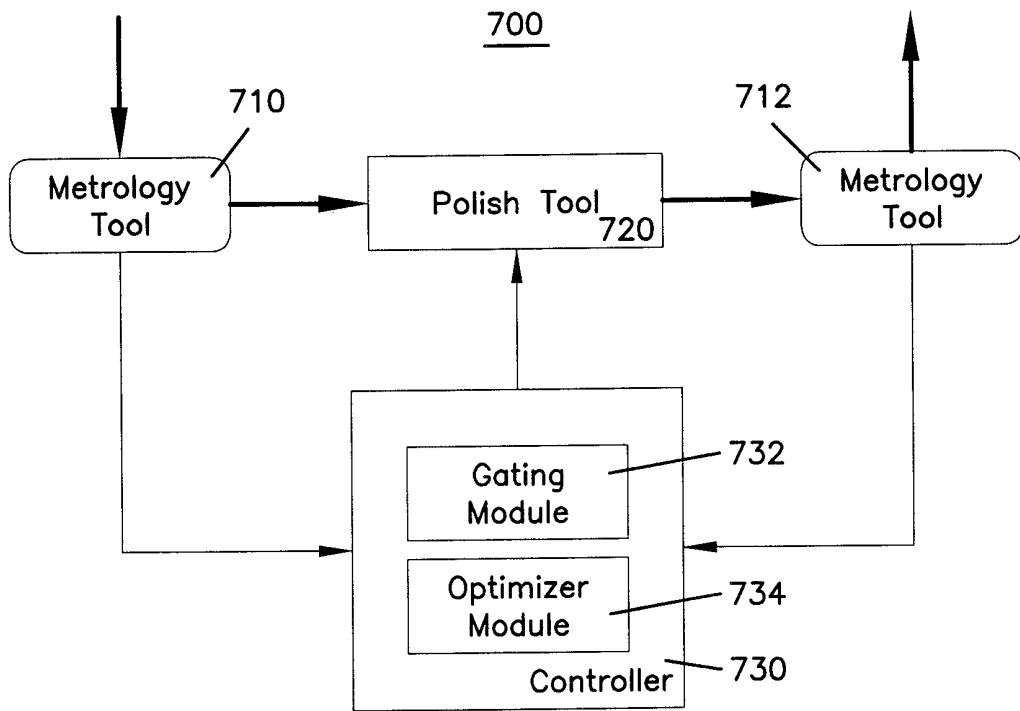 700
710
712
Metrology
Tool
Polish Tool
720
Metrology
Tool
Gating
Module
732
Optimizer
Module
734
Controller
730